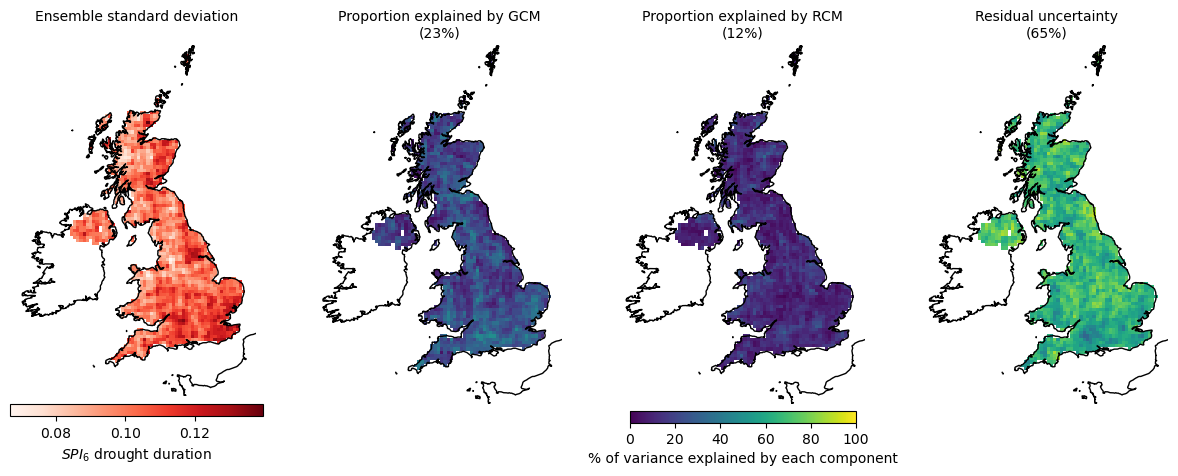 Ensemble standard deviation
Proportion explained by GCM
(23%)
Proportion explained by RCM
(12%)
Residual uncertainty
(65%)
0.08 0.10 0.12
SPI6 drought duration
0 20 40 60 80 100
% of variance explained by each component